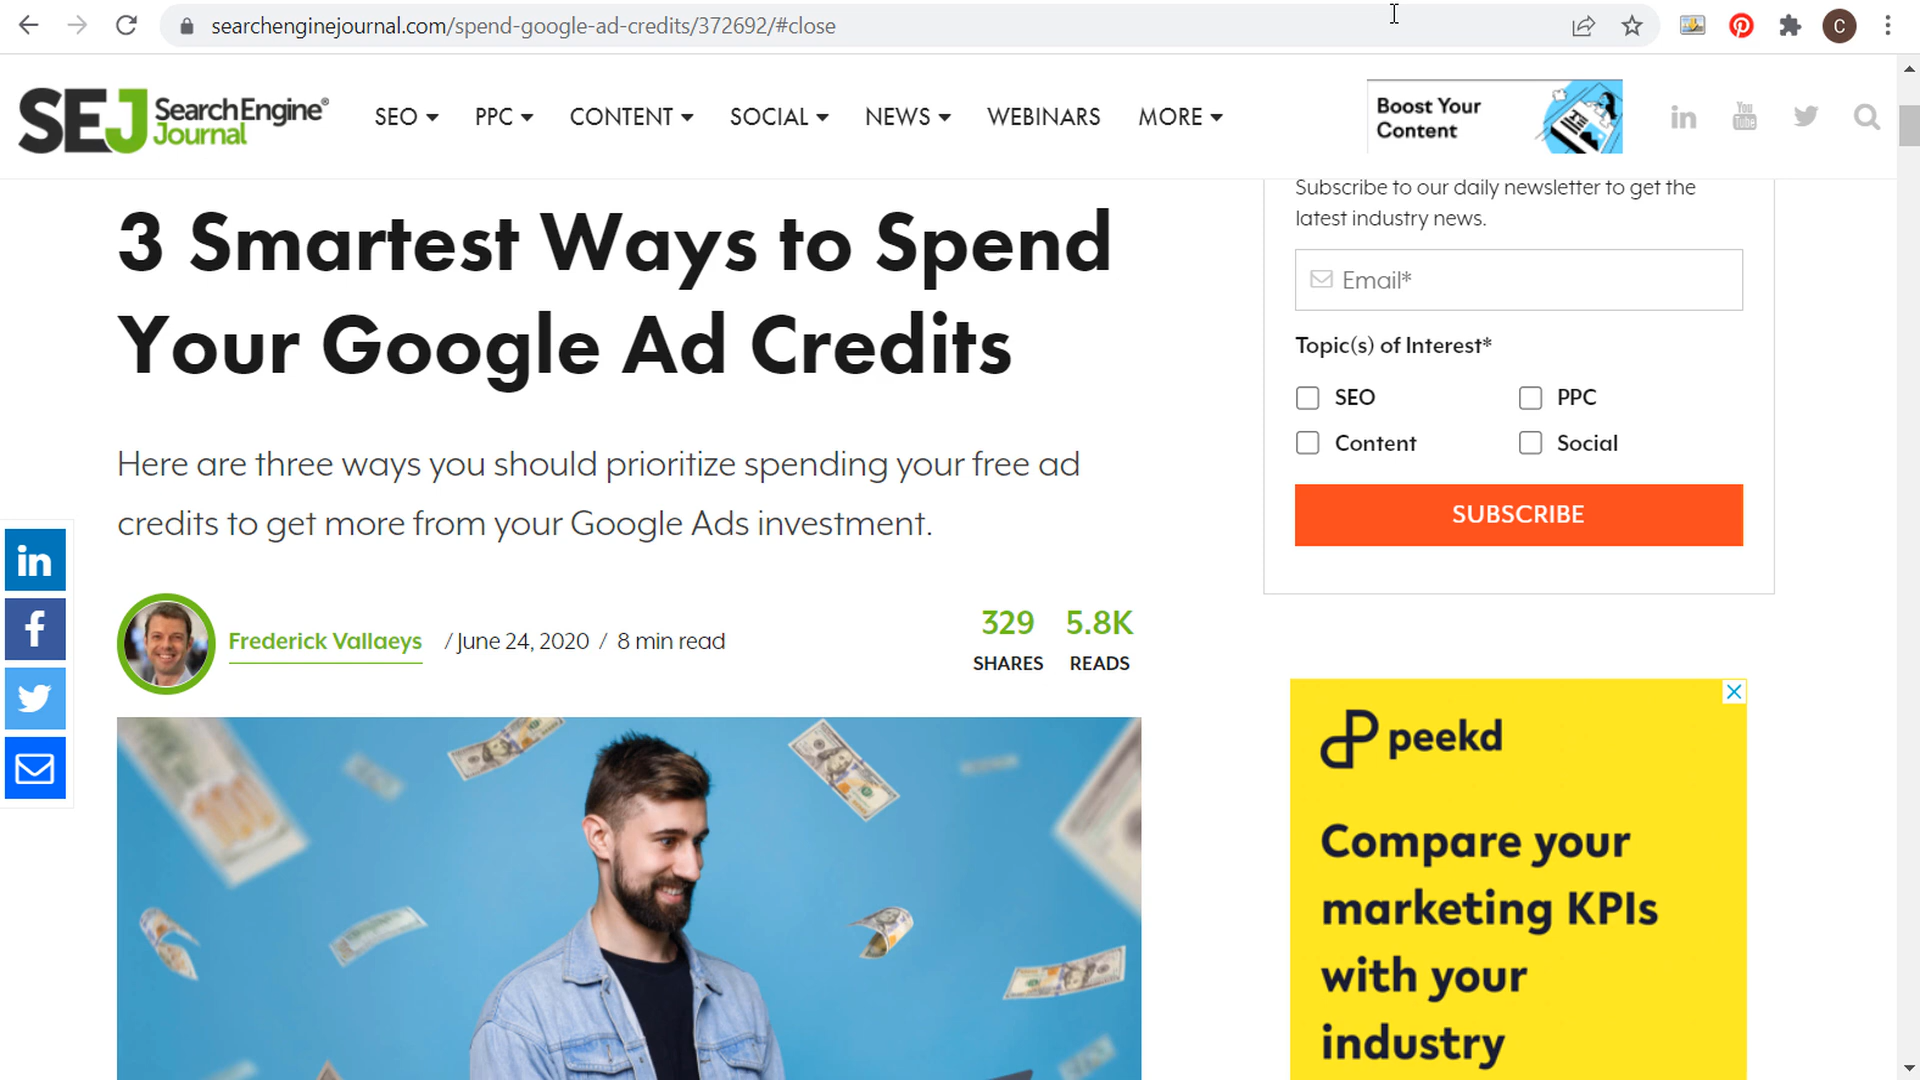 searchenginejournal.com/spend-google-ad-credits/372692/#close
C
SEJ SearchEngine® Journal
SEO
PPC
CONTENT
SOCIAL
NEWS
WEBINARS
MORE
Boost Your
Content
in
You
Tube
3 Smartest Ways to Spend
Your Google Ad Credits
Here are three ways you should prioritize spending your free ad
credits to get more from your Google Ads investment.
in
f
Frederick Vallaeys / June 24, 2020 / 8 min read
329
SHARES
5.8K
READS
Subscribe to our daily newsletter to get the
latest industry news.
Email*
Topic(s) of Interest*
SEO
PPC
Content
Social
SUBSCRIBE
peekd
Compare your
marketing KPIs
with your
industry